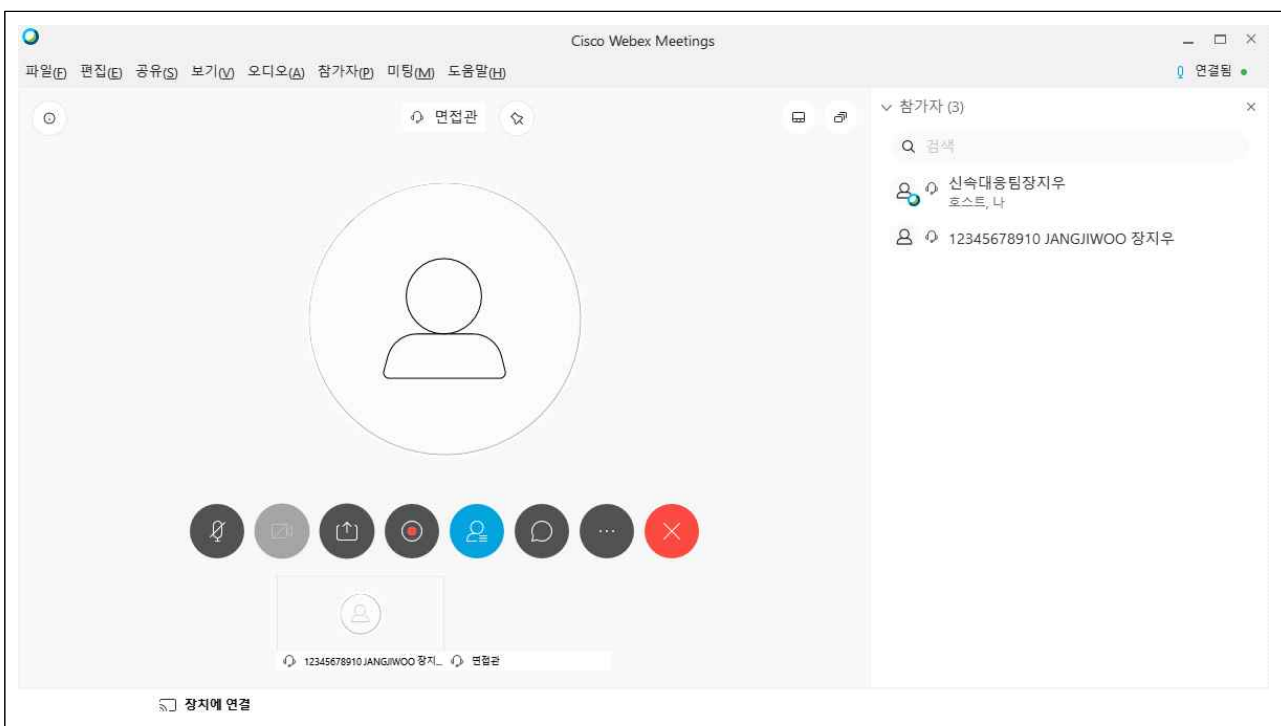 Cisco Webex Meetings
파일(F) 편집(E) 공유(S) 보기(V) 오디오(A) 참가자(P) 미팅(M) 도움말(H)
연결됨
면접관
참가자 (3)
검색
신속대응팀장지우
호스트, 나
12345678910 JANGJIWOO 장지우
12345678910 JANGJIWOO 장지...
면접관
장치에 연결